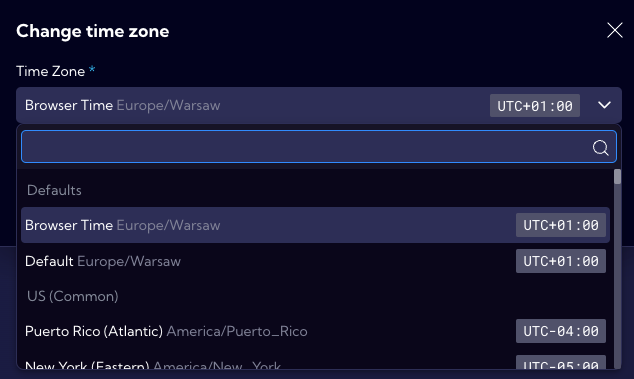 Change time zone
Time Zone *
Browser Time Europe/Warsaw UTC+01:00
Defaults
Browser Time Europe/Warsaw UTC+01:00
Default Europe/Warsaw UTC+01:00
US (Common)
Puerto Rico (Atlantic) America/Puerto_Rico UTC-04:00
New York (Eastern) America/New_York UTC-05:00